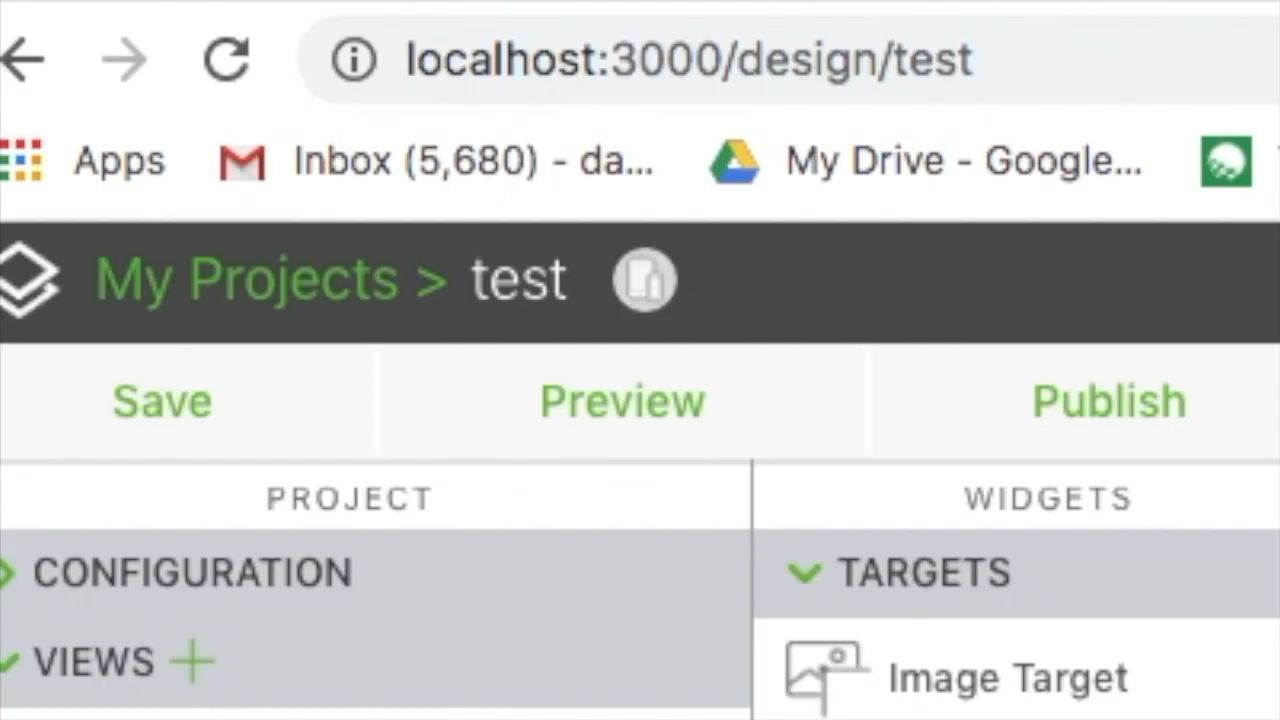 localhost:3000/design/test
Apps Inbox (5,680) - da... My Drive - Google...
My Projects > test
Save Preview Publish
PROJECT WIDGETS
CONFIGURATION TARGETS
VIEWS +
Image Target